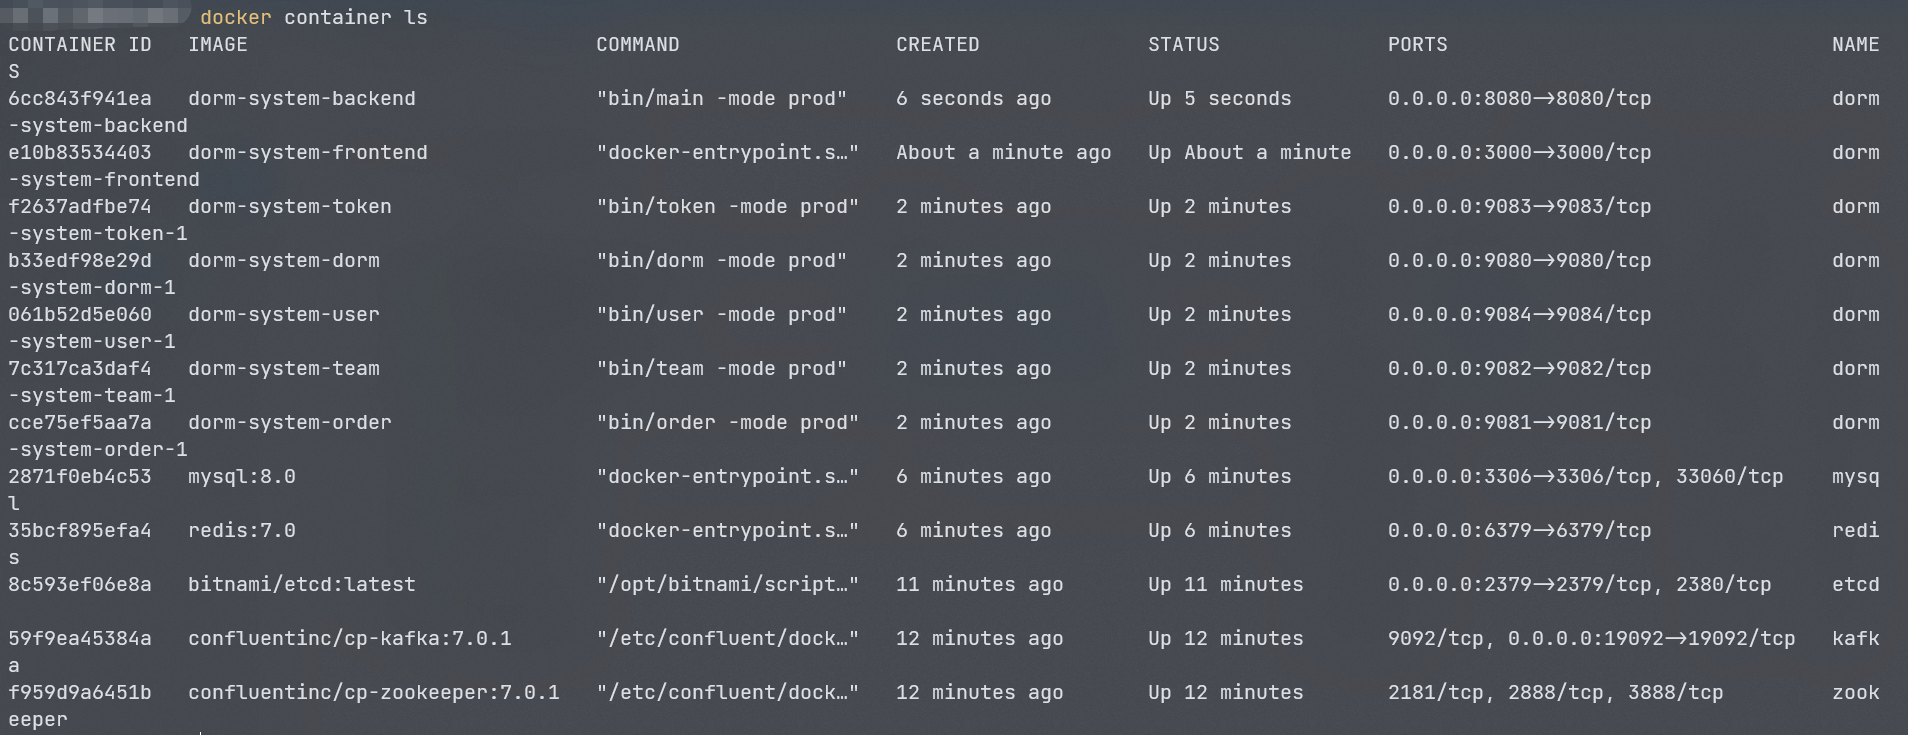 docker container ls
CONTAINER ID   IMAGE                             COMMAND                  CREATED              STATUS              PORTS                                NAME
S
6cc843f941ea   dorm-system-backend               "bin/main -mode prod"    6 seconds ago        Up 5 seconds        0.0.0.0:8080->8080/tcp               dorm
-system-backend
e10b83534403   dorm-system-frontend              "docker-entrypoint.s…"   About a minute ago   Up About a minute   0.0.0.0:3000->3000/tcp               dorm
-system-frontend
f2637adfbe74   dorm-system-token                 "bin/token -mode prod"   2 minutes ago        Up 2 minutes        0.0.0.0:9083->9083/tcp               dorm
-system-token-1
b33edf98e29d   dorm-system-dorm                  "bin/dorm -mode prod"    2 minutes ago        Up 2 minutes        0.0.0.0:9080->9080/tcp               dorm
-system-dorm-1
061b52d5e060   dorm-system-user                  "bin/user -mode prod"    2 minutes ago        Up 2 minutes        0.0.0.0:9084->9084/tcp               dorm
-system-user-1
7c317ca3daf4   dorm-system-team                  "bin/team -mode prod"    2 minutes ago        Up 2 minutes        0.0.0.0:9082->9082/tcp               dorm
-system-team-1
cce75ef5aa7a   dorm-system-order                 "bin/order -mode prod"   2 minutes ago        Up 2 minutes        0.0.0.0:9081->9081/tcp               dorm
-system-order-1
2871f0eb4c53   mysql:8.0                         "docker-entrypoint.s…"   6 minutes ago        Up 6 minutes        0.0.0.0:3306->3306/tcp, 33060/tcp    mysq
l
35bcf895efa4   redis:7.0                         "docker-entrypoint.s…"   6 minutes ago        Up 6 minutes        0.0.0.0:6379->6379/tcp               redi
s
8c593ef06e8a   bitnami/etcd:latest               "/opt/bitnami/script…"   11 minutes ago       Up 11 minutes       0.0.0.0:2379->2379/tcp, 2380/tcp     etcd
59f9ea45384a   confluentinc/cp-kafka:7.0.1       "/etc/confluent/dock…"   12 minutes ago       Up 12 minutes       9092/tcp, 0.0.0.0:19092->19092/tcp   kafk
a
f959d9a6451b   confluentinc/cp-zookeeper:7.0.1   "/etc/confluent/dock…"   12 minutes ago       Up 12 minutes       2181/tcp, 2888/tcp, 3888/tcp         zook
eeper